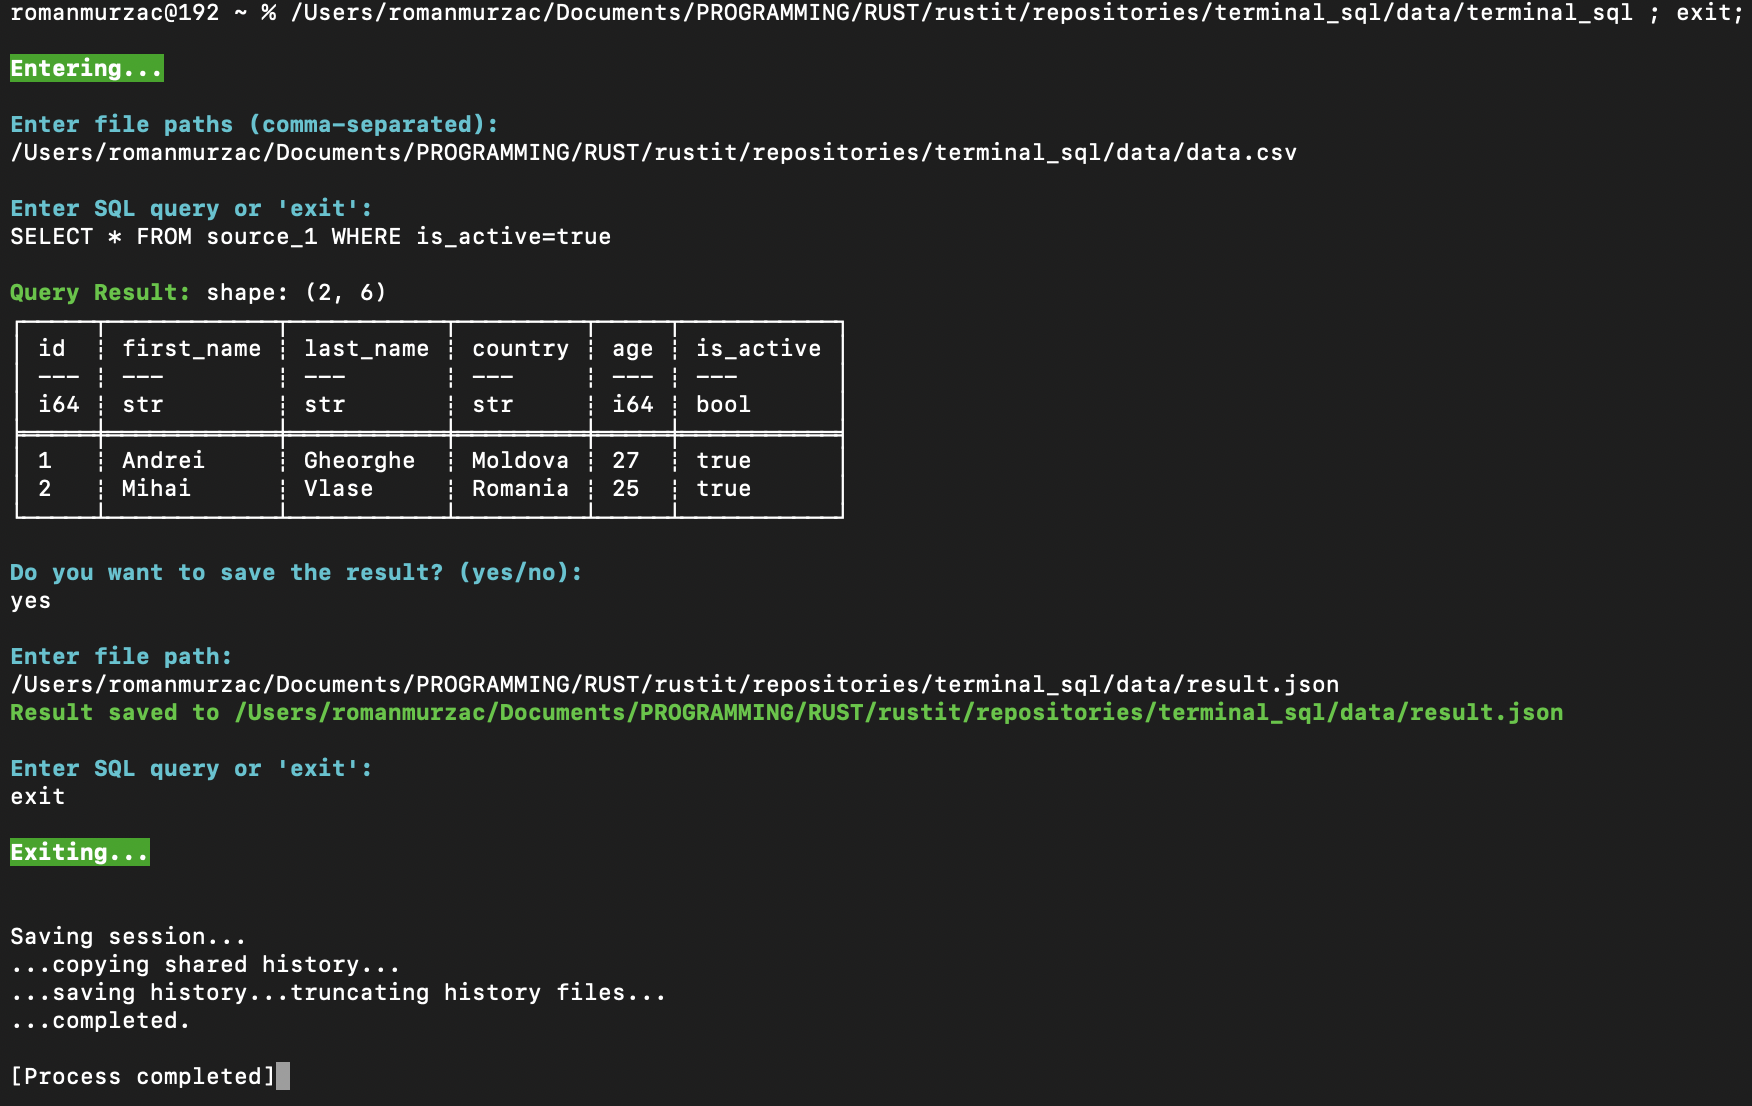 romanmurzac@192 ~ % /Users/romanmurzac/Documents/PROGRAMMING/RUST/rustit/repositories/terminal_sql/data/terminal_sql ; exit;
Entering...
Enter file paths (comma-separated):
/Users/romanmurzac/Documents/PROGRAMMING/RUST/rustit/repositories/terminal_sql/data/data.csv
Enter SQL query or 'exit':
SELECT * FROM source_1 WHERE is_active=true
Query Result: shape: (2, 6)
id first_name last_name country age is_active
--- --- --- --- --- ---
i64 str str str i64 bool
1 Andrei Gheorghe Moldova 27 true
2 Mihai Vlase Romania 25 true
Do you want to save the result? (yes/no):
yes
Enter file path:
/Users/romanmurzac/Documents/PROGRAMMING/RUST/rustit/repositories/terminal_sql/data/result.json
Result saved to /Users/romanmurzac/Documents/PROGRAMMING/RUST/rustit/repositories/terminal_sql/data/result.json
Enter SQL query or 'exit':
exit
Exiting...
Saving session...
...copying shared history...
...saving history...truncating history files...
...completed.
[Process completed]